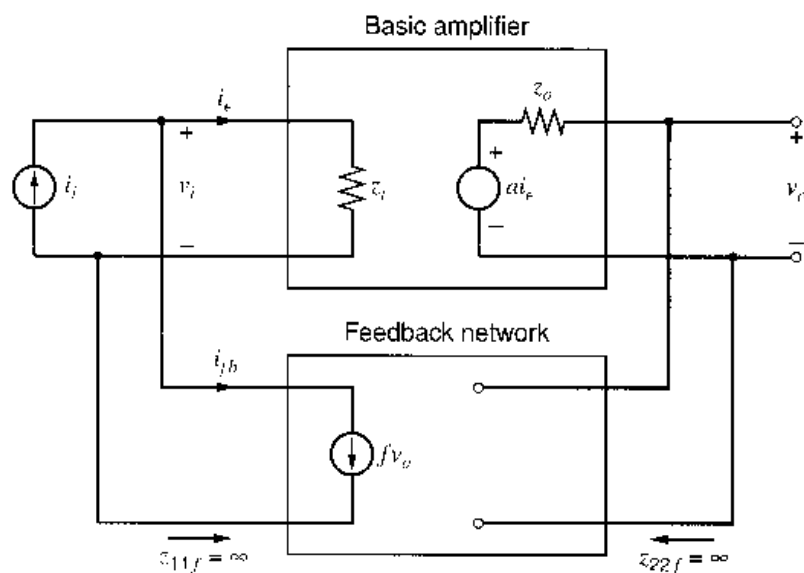 Basic amplifier
i_ε
z_o
+
+
+
i_i
v_i
z_i
ai_ε
v_o
−
−
−
Feedback network
i_fb
fv_o
z_11f = ∞
z_22f = ∞